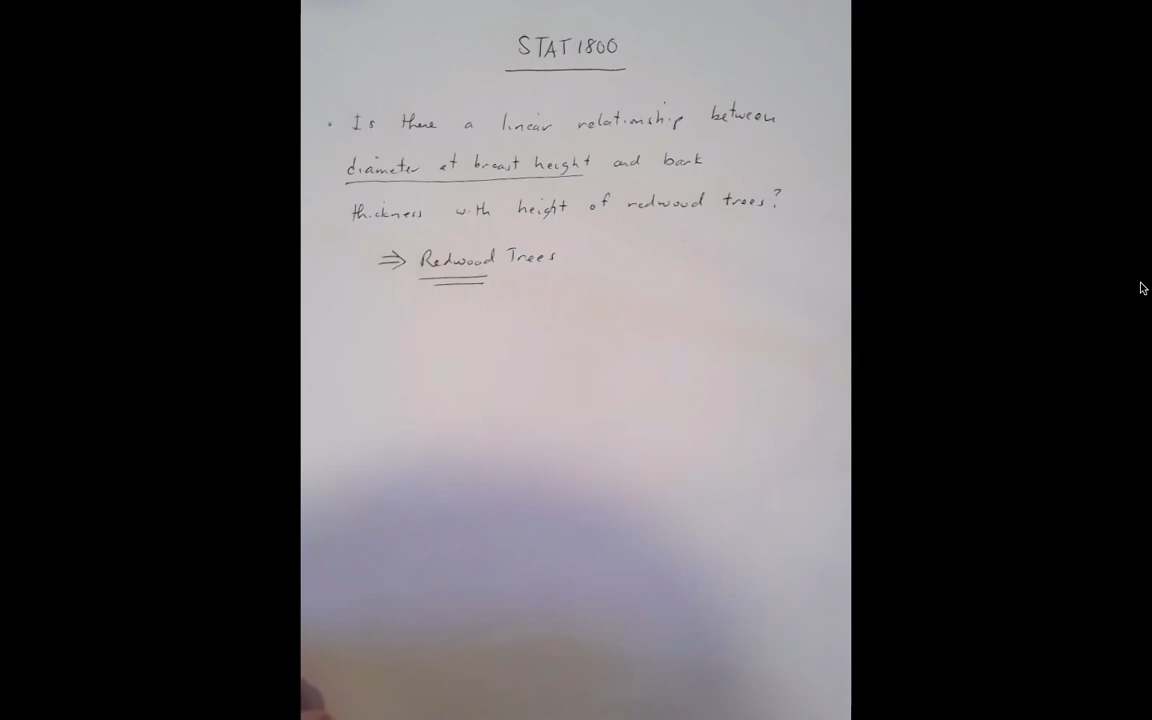 STAT 1800
• Is there a linear relationship between
diameter at breast height and bark
thickness with height of redwood trees?
⇒ Redwood Trees